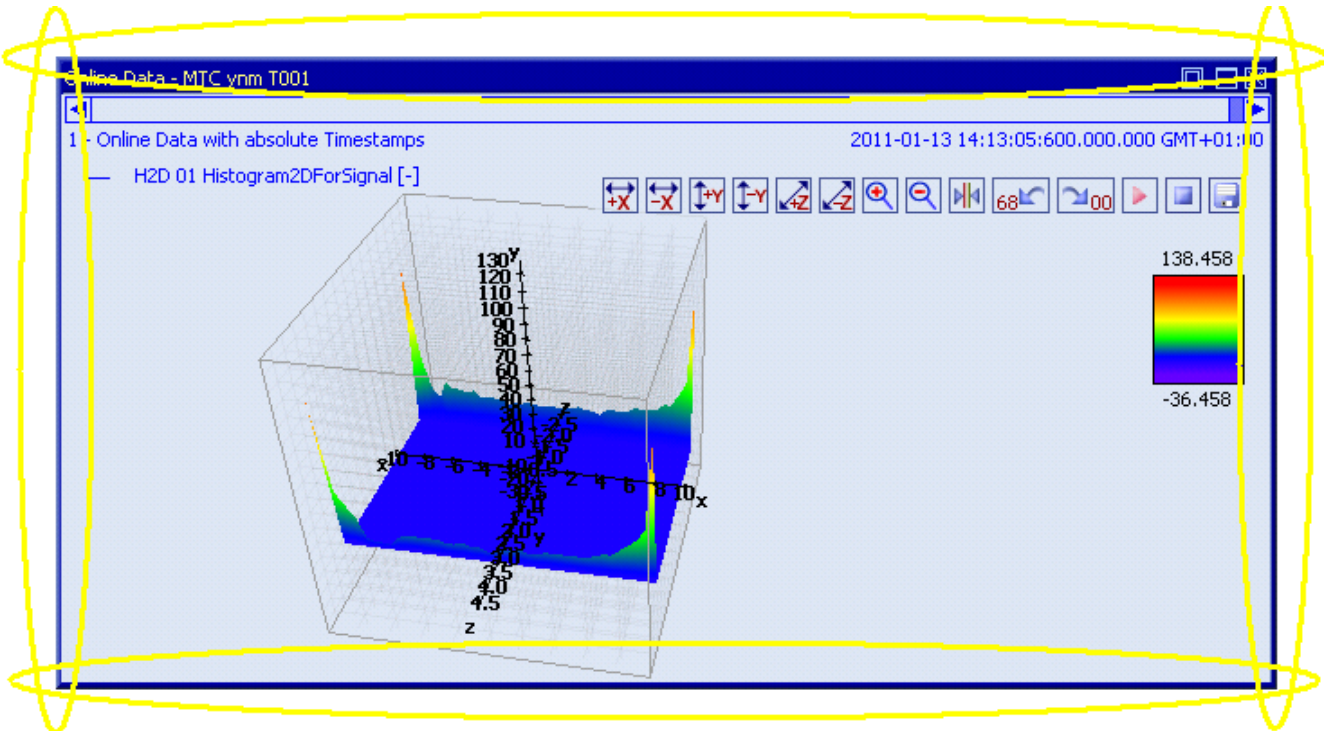 Online Data - MTC ynm T001
1 - Online Data with absolute Timestamps
2011-01-13 14:13:05:600.000.000 GMT+01:00
H2D 01 Histogram2DForSignal [-]
+X -X +Y -Y +Z -Z 68 00
138.458
-36.458
Y
130
120
110
100
90
80
70
60
50
40
30
20
10
z
-2.5
x
10 -8 -6 -4 2 4 6 8 10 x
y
3.5
4.0
4.5
z